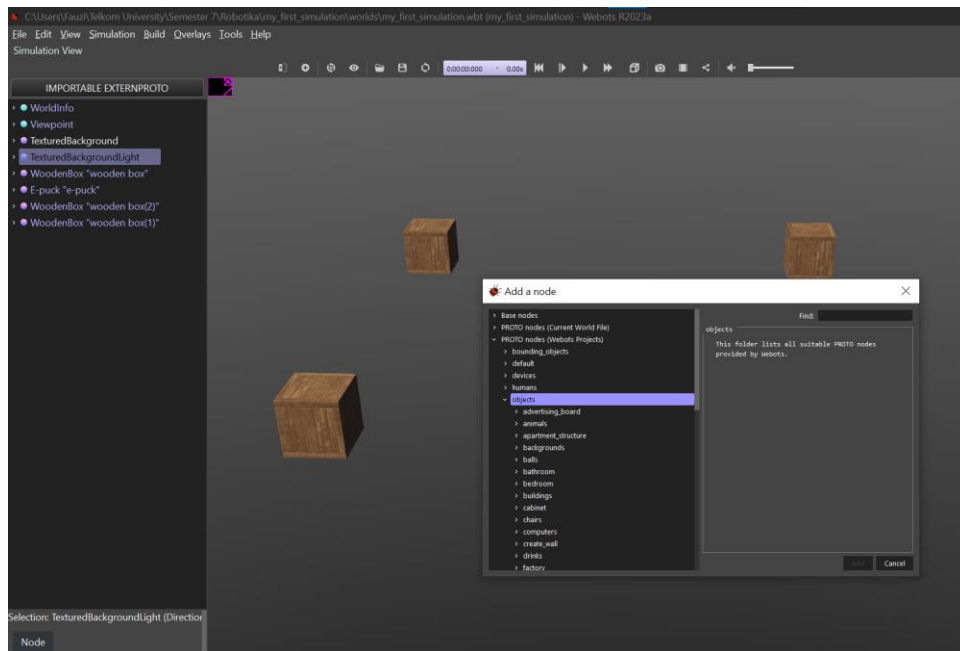 C:\Users\Fauzi\Telkom University\Semester 7\Robotika\my_first_simulation\worlds\my_first_simulation.wbt (my_first_simulation) - Webots R2023a
File Edit View Simulation Build Overlays Tools Help
Simulation View
0:00:00:000 - 0.00x
IMPORTABLE EXTERNPROTO
WorldInfo
Viewpoint
TexturedBackground
TexturedBackgroundLight
WoodenBox "wooden box"
E-puck "e-puck"
WoodenBox "wooden box(2)"
WoodenBox "wooden box(1)"
Add a node
Find:
Base nodes
PROTO nodes (Current World File)
PROTO nodes (Webots Projects)
bounding_objects
default
devices
humans
objects
advertising_board
animals
apartment_structure
backgrounds
balls
bathroom
bedroom
buildings
cabinet
chairs
computers
create_wall
drinks
factory
objects
This folder lists all suitable PROTO nodes
provided by Webots.
Add Cancel
Selection: TexturedBackgroundLight (Direction
Node